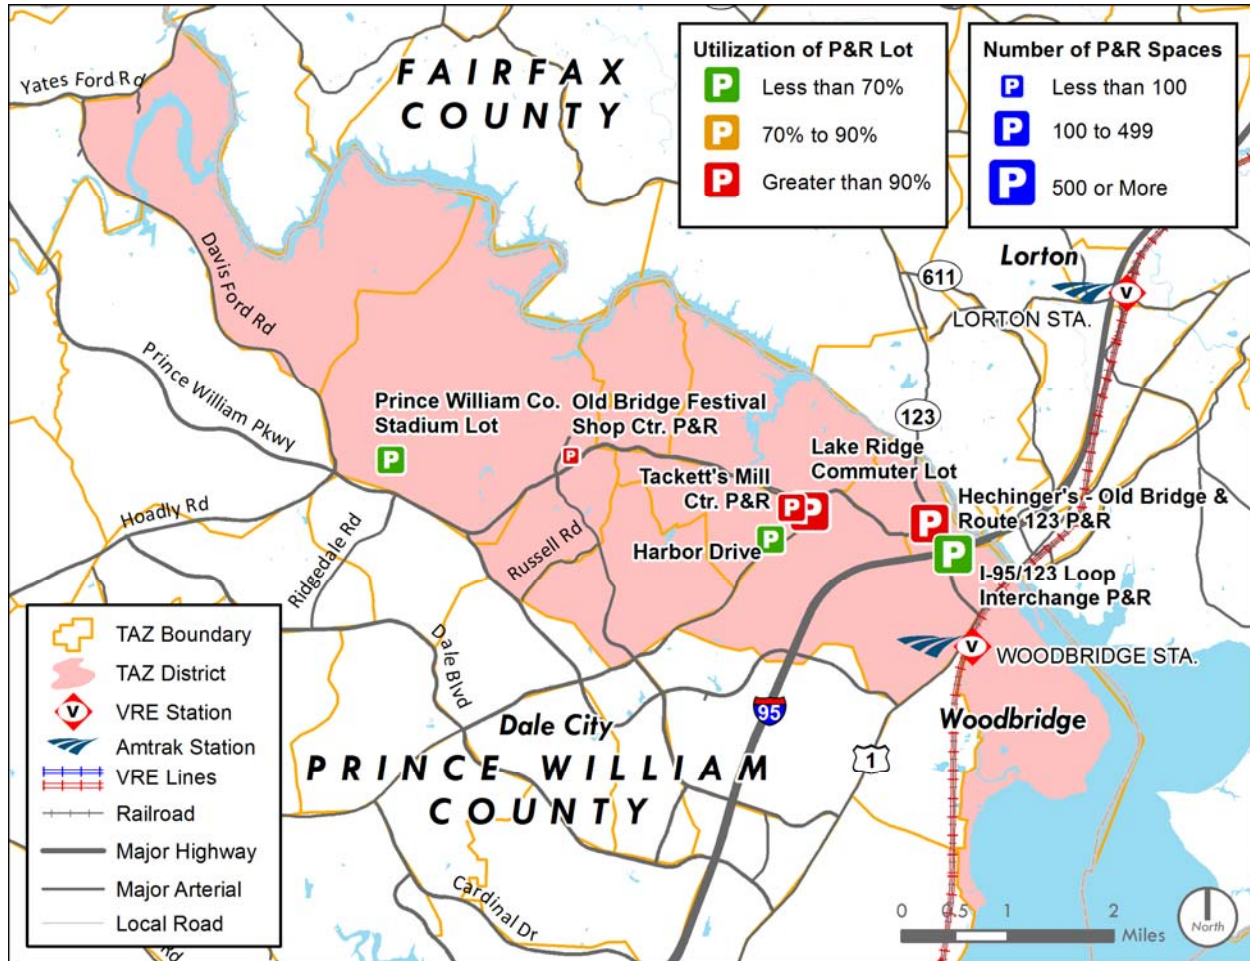 FAIRFAX
COUNTY
Yates Ford Rd
Utilization of P&R Lot
P Less than 70%
P 70% to 90%
P Greater than 90%
Number of P&R Spaces
P Less than 100
P 100 to 499
P 500 or More
Lorton
611
V
LORTON STA.
Davis Ford Rd
Prince William Pkwy
Prince William Co.
Stadium Lot
P
Old Bridge Festival
Shop Ctr. P&R
P
123
Lake Ridge
Commuter Lot
Tackett's Mill
Ctr. P&R
P
P
Harbor Drive
P
Hechinger's - Old Bridge &
Route 123 P&R
P
P
I-95/123 Loop
Interchange P&R
Hoadly Rd
Ridgedale Rd
Russell Rd
Dale Blvd
V
WOODBRIDGE STA.
95
Woodbridge
Dale City
1
PRINCE WILLIAM
COUNTY
Cardinal Dr
Rd
TAZ Boundary
TAZ District
V VRE Station
Amtrak Station
VRE Lines
Railroad
Major Highway
Major Arterial
Local Road
0 0.5 1 2
Miles
North